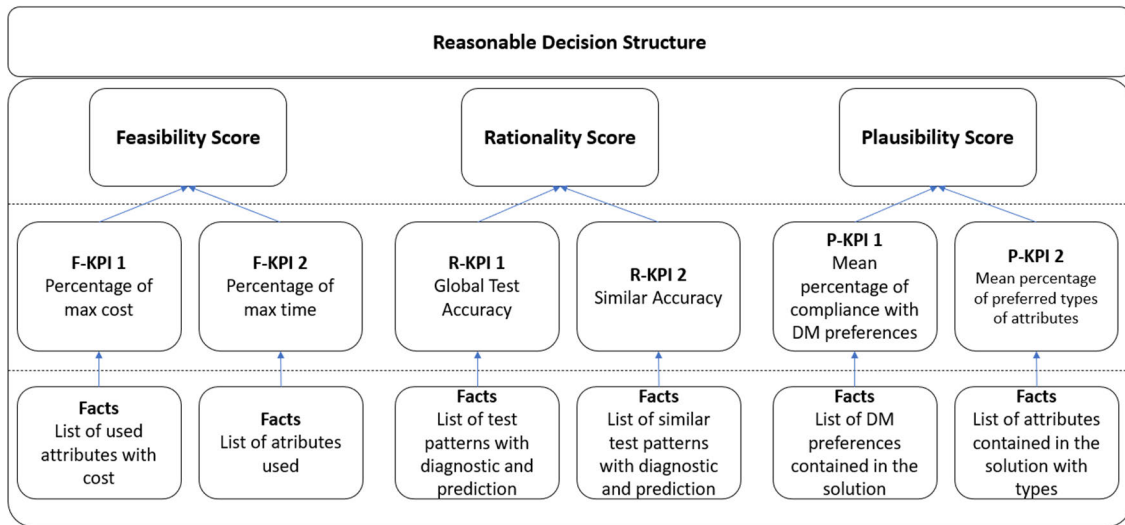 Reasonable Decision Structure
Feasibility Score
Rationality Score
Plausibility Score
F-KPI 1
Percentage of
max cost
F-KPI 2
Percentage of
max time
R-KPI 1
Global Test
Accuracy
R-KPI 2
Similar Accuracy
P-KPI 1
Mean
percentage of
compliance with
DM preferences
P-KPI 2
Mean percentage
of preferred types
of attributes
Facts
List of used
attributes with
cost
Facts
List of atributes
used
Facts
List of test
patterns with
diagnostic and
prediction
Facts
List of similar
test patterns
with diagnostic
and prediction
Facts
List of DM
preferences
contained in the
solution
Facts
List of attributes
contained in the
solution with
types